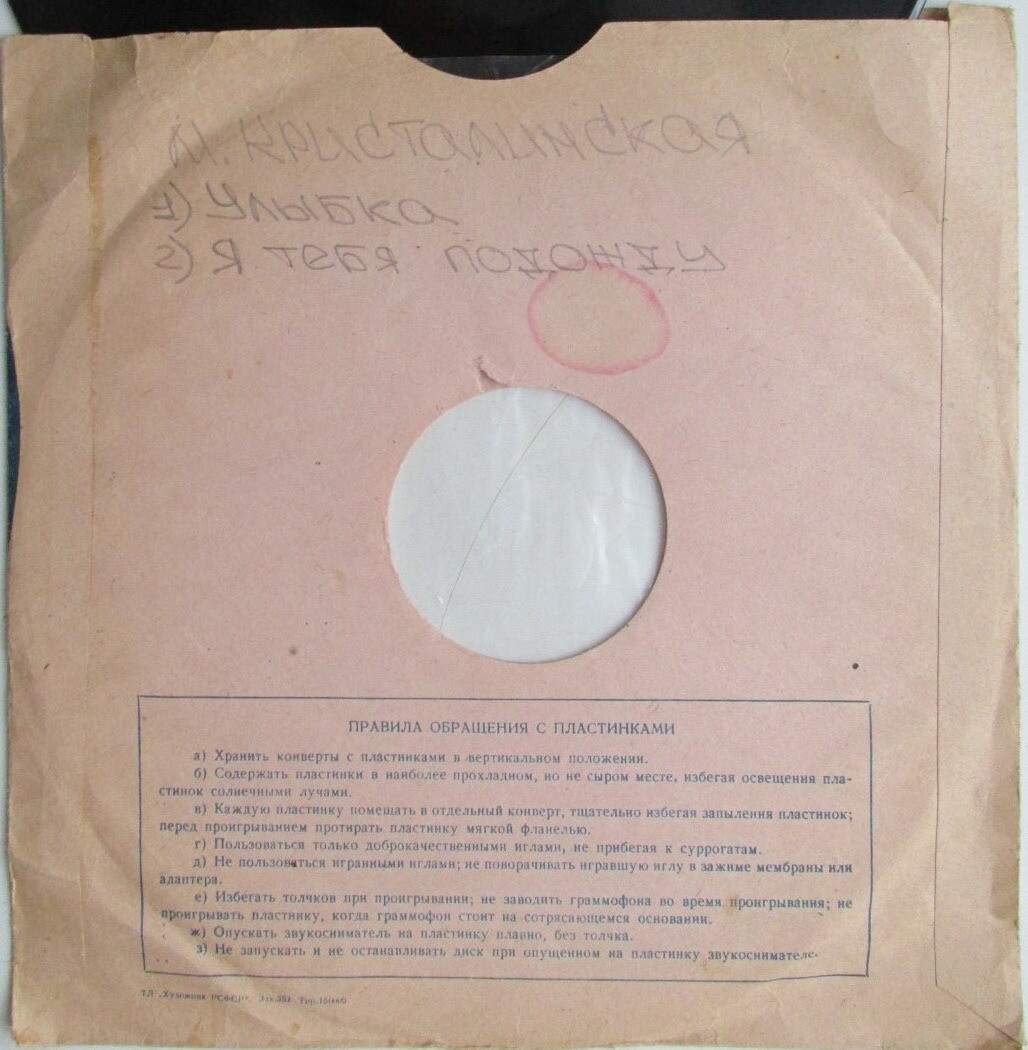 М. КРИСТАЛИНСКАЯ
1) УЛЫБКА
2) Я ТЕБЯ ПОДОЖДУ
ПРАВИЛА ОБРАЩЕНИЯ С ПЛАСТИНКАМИ
а) Хранить конверты с пластинками в вертикальном положении.
б) Содержать пластинки в наиболее прохладном, но не сыром месте, избегая освещения пла-
стинок солнечными лучами.
в) Каждую пластинку помещать в отдельный конверт, тщательно избегая запыления пластинок;
перед проигрыванием протирать пластинку мягкой фланелью.
г) Пользоваться только доброкачественными иглами, не прибегая к суррогатам.
д) Не пользоваться игранными иглами; не поворачивать игравшую иглу в зажиме мембраны или
адаптера.
е) Избегать толчков при проигрывании; не заводить граммофона во время проигрывания; не
проигрывать пластинку, когда граммофон стоит на сотрясающемся основании.
ж) Опускать звукосниматель на пластинку плавно, без толчка.
з) Не запускать и не останавливать диск при опущенном на пластинку звукоснимателе.
ТЛ „Художник РСФСР“. Зак. Тир.